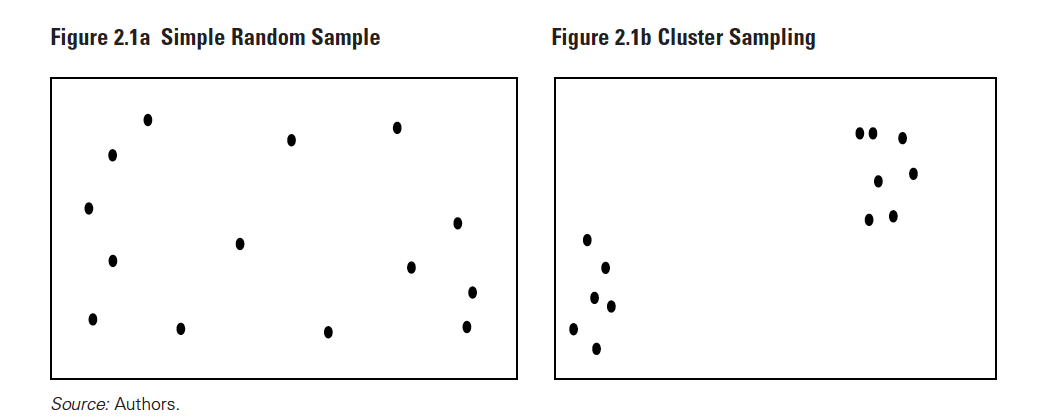 Figure 2.1a Simple Random Sample
Figure 2.1b Cluster Sampling
Source: Authors.